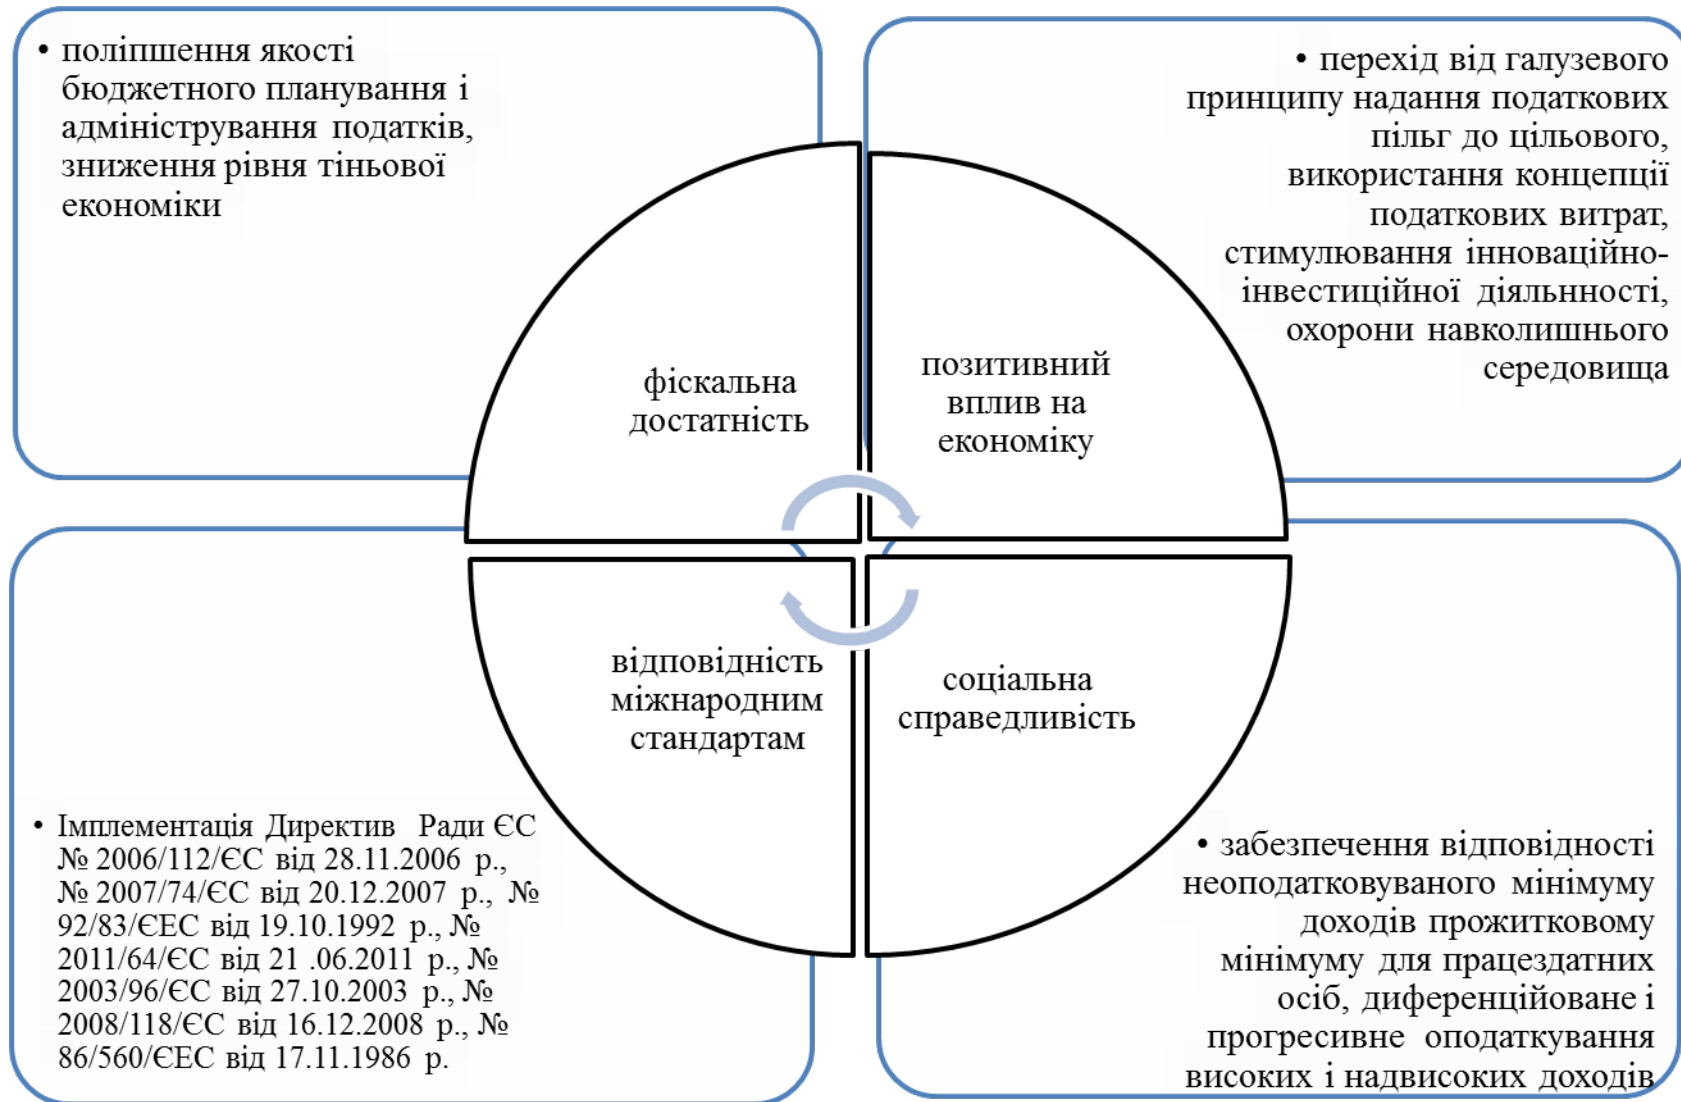 • поліпшення якості
бюджетного планування і
адміністрування податків,
зниження рівня тіньової
економіки
• перехід від галузевого
принципу надання податкових
пільг до цільового,
використання концепції
податкових витрат,
стимулювання інноваційно-
інвестиційної діяльнності,
охорони навколишнього
середовища
фіскальна
достатність
позитивний
вплив на
економіку
відповідність
міжнародним
стандартам
соціальна
справедливість
• Імплементація Директив Ради ЄС
№ 2006/112/ЄС від 28.11.2006 р.,
№ 2007/74/ЄС від 20.12.2007 р., №
92/83/ЄЕС від 19.10.1992 р., №
2011/64/ЄС від 21 .06.2011 р., №
2003/96/ЄС від 27.10.2003 р., №
2008/118/ЄС від 16.12.2008 р., №
86/560/ЄЕС від 17.11.1986 р.
• забезпечення відповідності
неоподатковуваного мінімуму
доходів прожитковому
мінімуму для працездатних
осіб, диференційоване і
прогресивне оподаткування
високих і надвисоких доходів